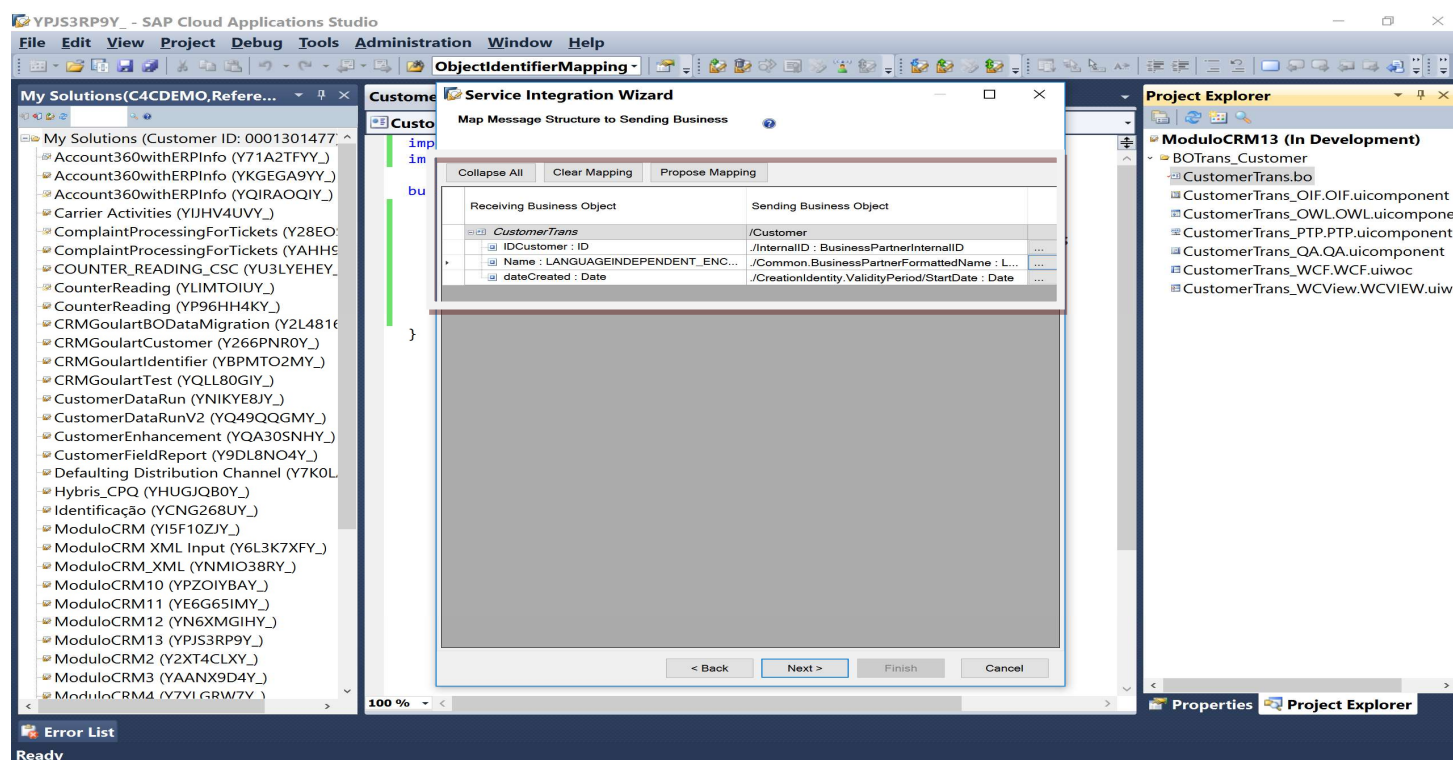 YPJS3RP9Y_ - SAP Cloud Applications Studio
File Edit View Project Debug Tools Administration Window Help
ObjectIdentifierMapping
My Solutions(C4CDEMO,Refere...
My Solutions (Customer ID: 0001301477
Account360withERPInfo (Y71A2TFYY_)
Account360withERPInfo (YKGEGA9YY_)
Account360withERPInfo (YQIRAOQIY_)
Carrier Activities (YIJHV4UVY_)
ComplaintProcessingForTickets (Y28EO
ComplaintProcessingForTickets (YAHH9
COUNTER_READING_CSC (YU3LYEHEY_
CounterReading (YLIMTOIUY_)
CounterReading (YP96HH4KY_)
CRMGoulartBODataMigration (Y2L4816
CRMGoulartCustomer (Y266PNR0Y_)
CRMGoulartIdentifier (YBPMTO2MY_)
CRMGoulartTest (YQLL80GIY_)
CustomerDataRun (YNIKYE8JY_)
CustomerDataRunV2 (YQ49QQGMY_)
CustomerEnhancement (YQA30SNHY_)
CustomerFieldReport (Y9DL8NO4Y_)
Defaulting Distribution Channel (Y7K0L
Hybris_CPQ (YHUGJQB0Y_)
Identificação (YCNG268UY_)
ModuloCRM (YI5F10ZJY_)
ModuloCRM XML Input (Y6L3K7XFY_)
ModuloCRM_XML (YNMIO38RY_)
ModuloCRM10 (YPZOIYBAY_)
ModuloCRM11 (YE6G65IMY_)
ModuloCRM12 (YN6XMGIHY_)
ModuloCRM13 (YPJS3RP9Y_)
ModuloCRM2 (Y2XT4CLXY_)
ModuloCRM3 (YAANX9D4Y_)
ModuloCRM4 (Y7YLGRW7Y_)
Custome
Custo
imp
im
bu
}
100 %
Service Integration Wizard
Map Message Structure to Sending Business
Collapse All Clear Mapping Propose Mapping
Receiving Business Object Sending Business Object
CustomerTrans /Customer
IDCustomer : ID ./InternalID : BusinessPartnerInternalID ...
Name : LANGUAGEINDEPENDENT_ENC... ./Common.BusinessPartnerFormattedName : L... ...
dateCreated : Date ./CreationIdentity.ValidityPeriod/StartDate : Date ...
< Back Next > Finish Cancel
Project Explorer
ModuloCRM13 (In Development)
BOTrans_Customer
CustomerTrans.bo
CustomerTrans_OIF.OIF.uicomponent
CustomerTrans_OWL.OWL.uicompone
CustomerTrans_PTP.PTP.uicomponent
CustomerTrans_QA.QA.uicomponent
CustomerTrans_WCF.WCF.uiwoc
CustomerTrans_WCView.WCVIEW.uiw
Properties Project Explorer
Error List
Ready